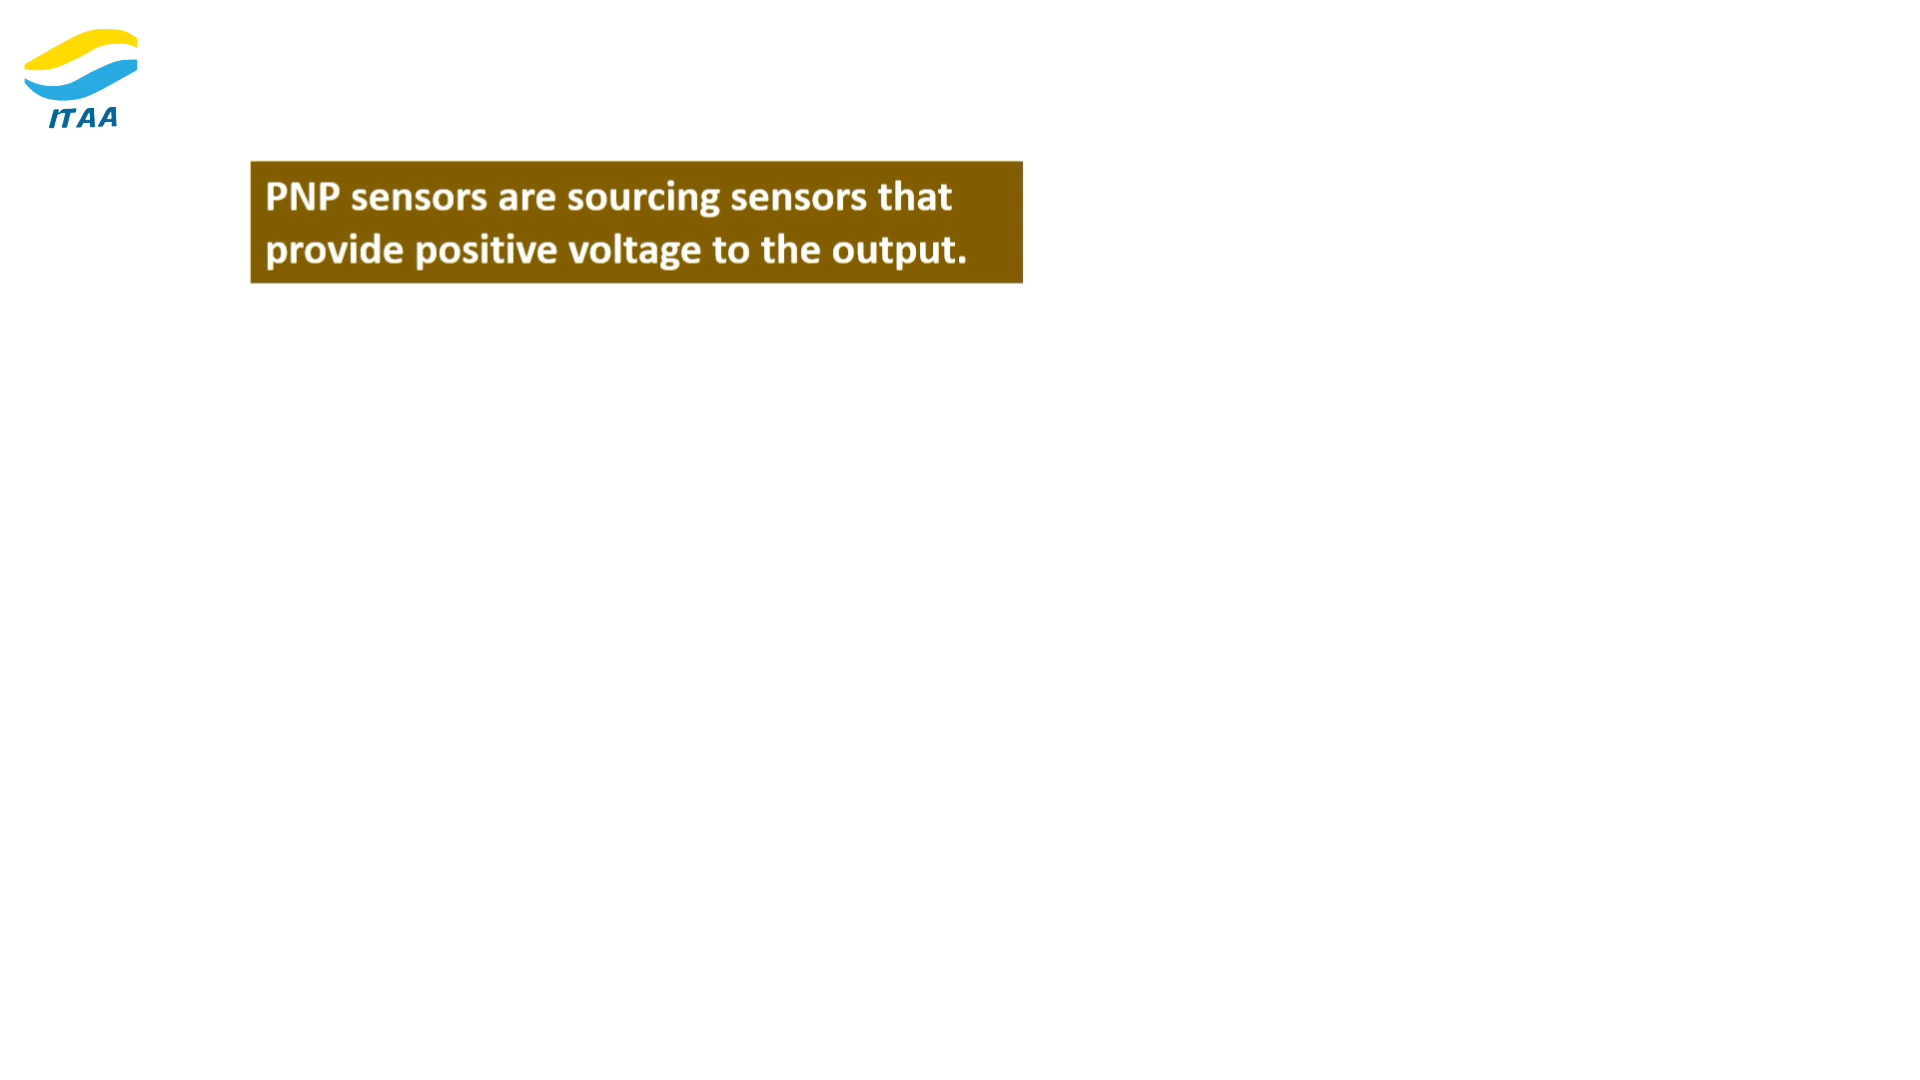 ITAA
PNP sensors are sourcing sensors that
provide positive voltage to the output.